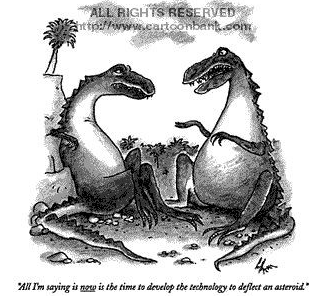 ALL RIGHTS RESERVED
http://www.cartoonbank.com
"All I'm saying is now is the time to develop the technology to deflect an asteroid."